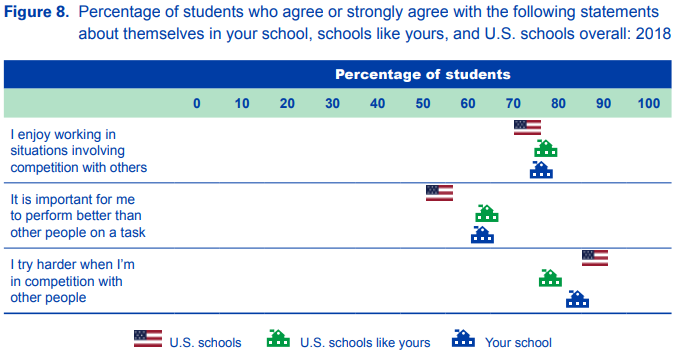 Figure 8. Percentage of students who agree or strongly agree with the following statements
about themselves in your school, schools like yours, and U.S. schools overall: 2018
Percentage of students
0 10 20 30 40 50 60 70 80 90 100
I enjoy working in
situations involving
competition with others
It is important for me
to perform better than
other people on a task
I try harder when I'm
in competition with
other people
U.S. schools U.S. schools like yours Your school